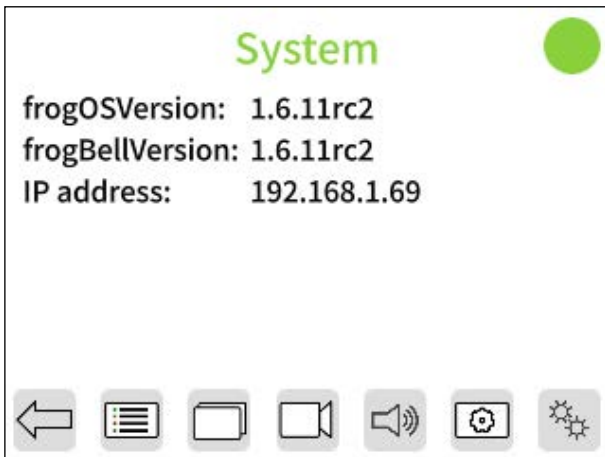 System
frogOSVersion: 1.6.11rc2
frogBellVersion: 1.6.11rc2
IP address: 192.168.1.69